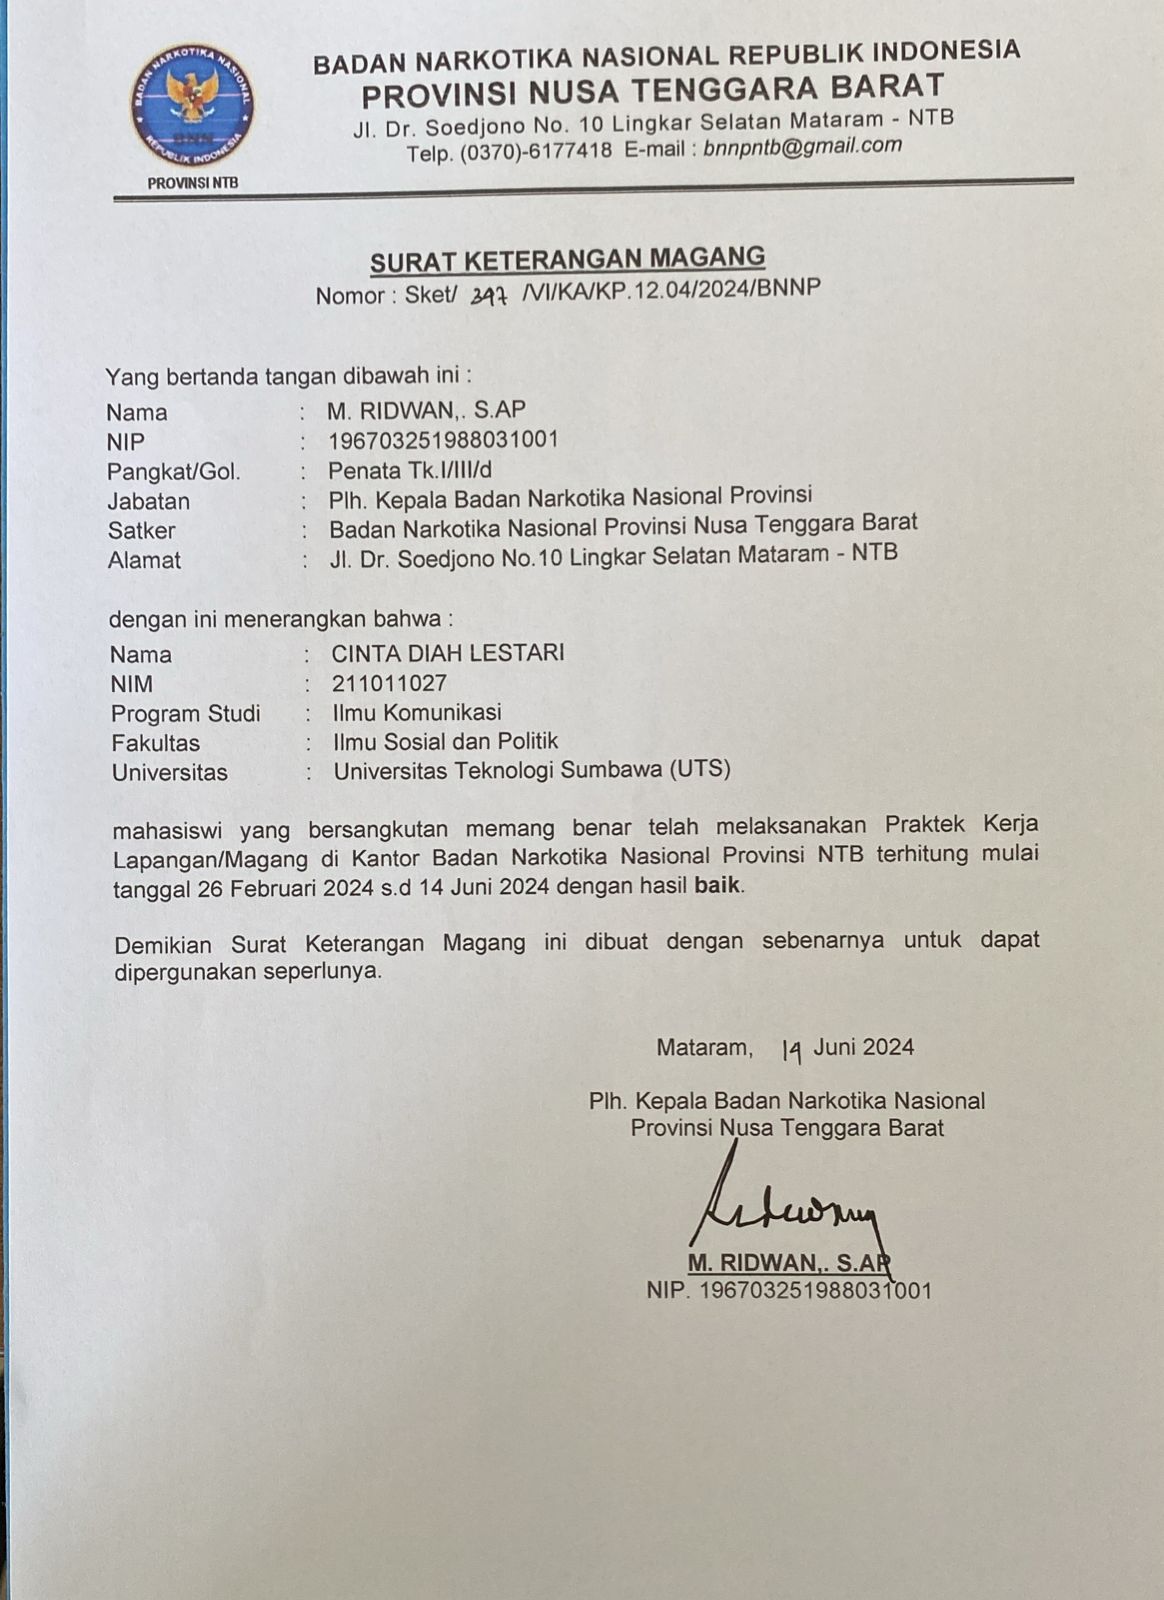 BADAN NARKOTIKA NASIONAL
REPUBLIK INDONESIA
PROVINSI NTB
BADAN NARKOTIKA NASIONAL REPUBLIK INDONESIA
PROVINSI NUSA TENGGARA BARAT
Jl. Dr. Soedjono No. 10 Lingkar Selatan Mataram - NTB
Telp. (0370)-6177418 E-mail : bnnpntb@gmail.com
SURAT KETERANGAN MAGANG
Nomor : Sket/ 397 /VI/KA/KP.12.04/2024/BNNP
Yang bertanda tangan dibawah ini :
Nama : M. RIDWAN,. S.AP
NIP : 196703251988031001
Pangkat/Gol. : Penata Tk.I/III/d
Jabatan : Plh. Kepala Badan Narkotika Nasional Provinsi
Satker : Badan Narkotika Nasional Provinsi Nusa Tenggara Barat
Alamat : Jl. Dr. Soedjono No.10 Lingkar Selatan Mataram - NTB
dengan ini menerangkan bahwa :
Nama : CINTA DIAH LESTARI
NIM : 211011027
Program Studi : Ilmu Komunikasi
Fakultas : Ilmu Sosial dan Politik
Universitas : Universitas Teknologi Sumbawa (UTS)
mahasiswi yang bersangkutan memang benar telah melaksanakan Praktek Kerja
Lapangan/Magang di Kantor Badan Narkotika Nasional Provinsi NTB terhitung mulai
tanggal 26 Februari 2024 s.d 14 Juni 2024 dengan hasil baik.
Demikian Surat Keterangan Magang ini dibuat dengan sebenarnya untuk dapat
dipergunakan seperlunya.
Mataram, 14 Juni 2024
Plh. Kepala Badan Narkotika Nasional
Provinsi Nusa Tenggara Barat
M. RIDWAN,. S.AP
NIP. 196703251988031001